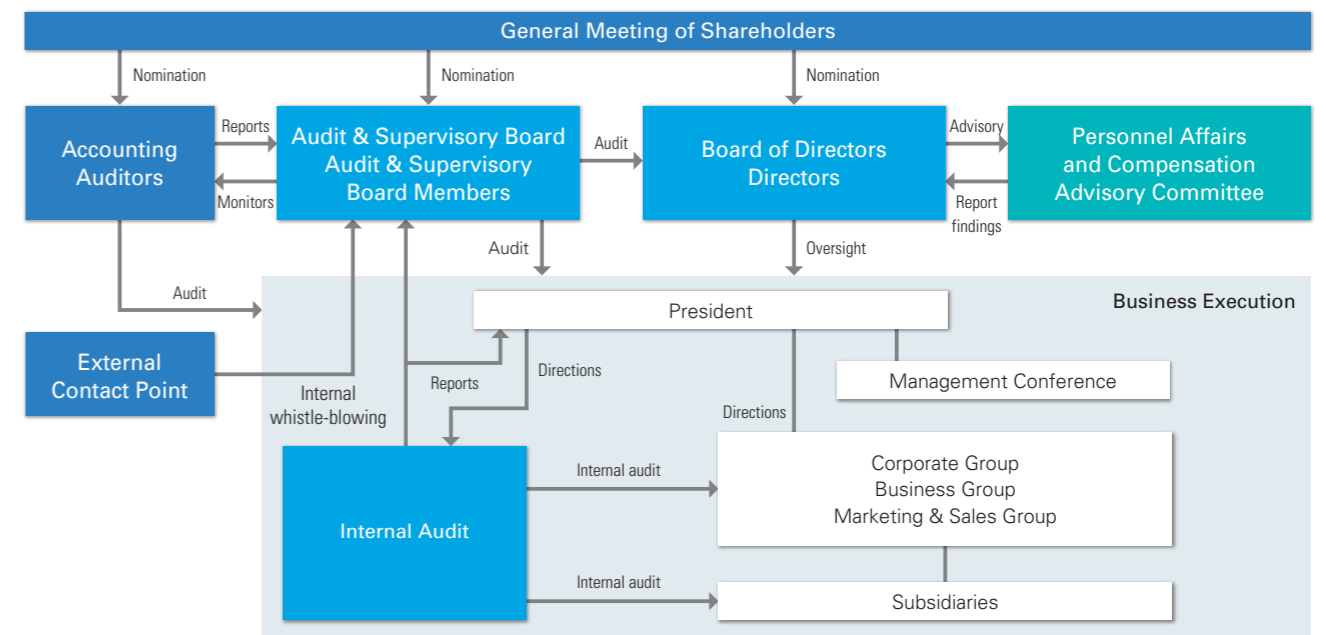 General Meeting of Shareholders
Nomination
Nomination
Nomination
Accounting
Auditors
Reports
Monitors
Audit & Supervisory Board
Audit & Supervisory
Board Members
Audit
Board of Directors
Directors
Advisory
Report
findings
Personnel Affairs
and Compensation
Advisory Committee
Audit
Audit
Oversight
Business Execution
President
External
Contact Point
Internal
whistle-blowing
Reports
Directions
Management Conference
Directions
Internal Audit
Internal audit
Corporate Group
Business Group
Marketing & Sales Group
Internal audit
Subsidiaries